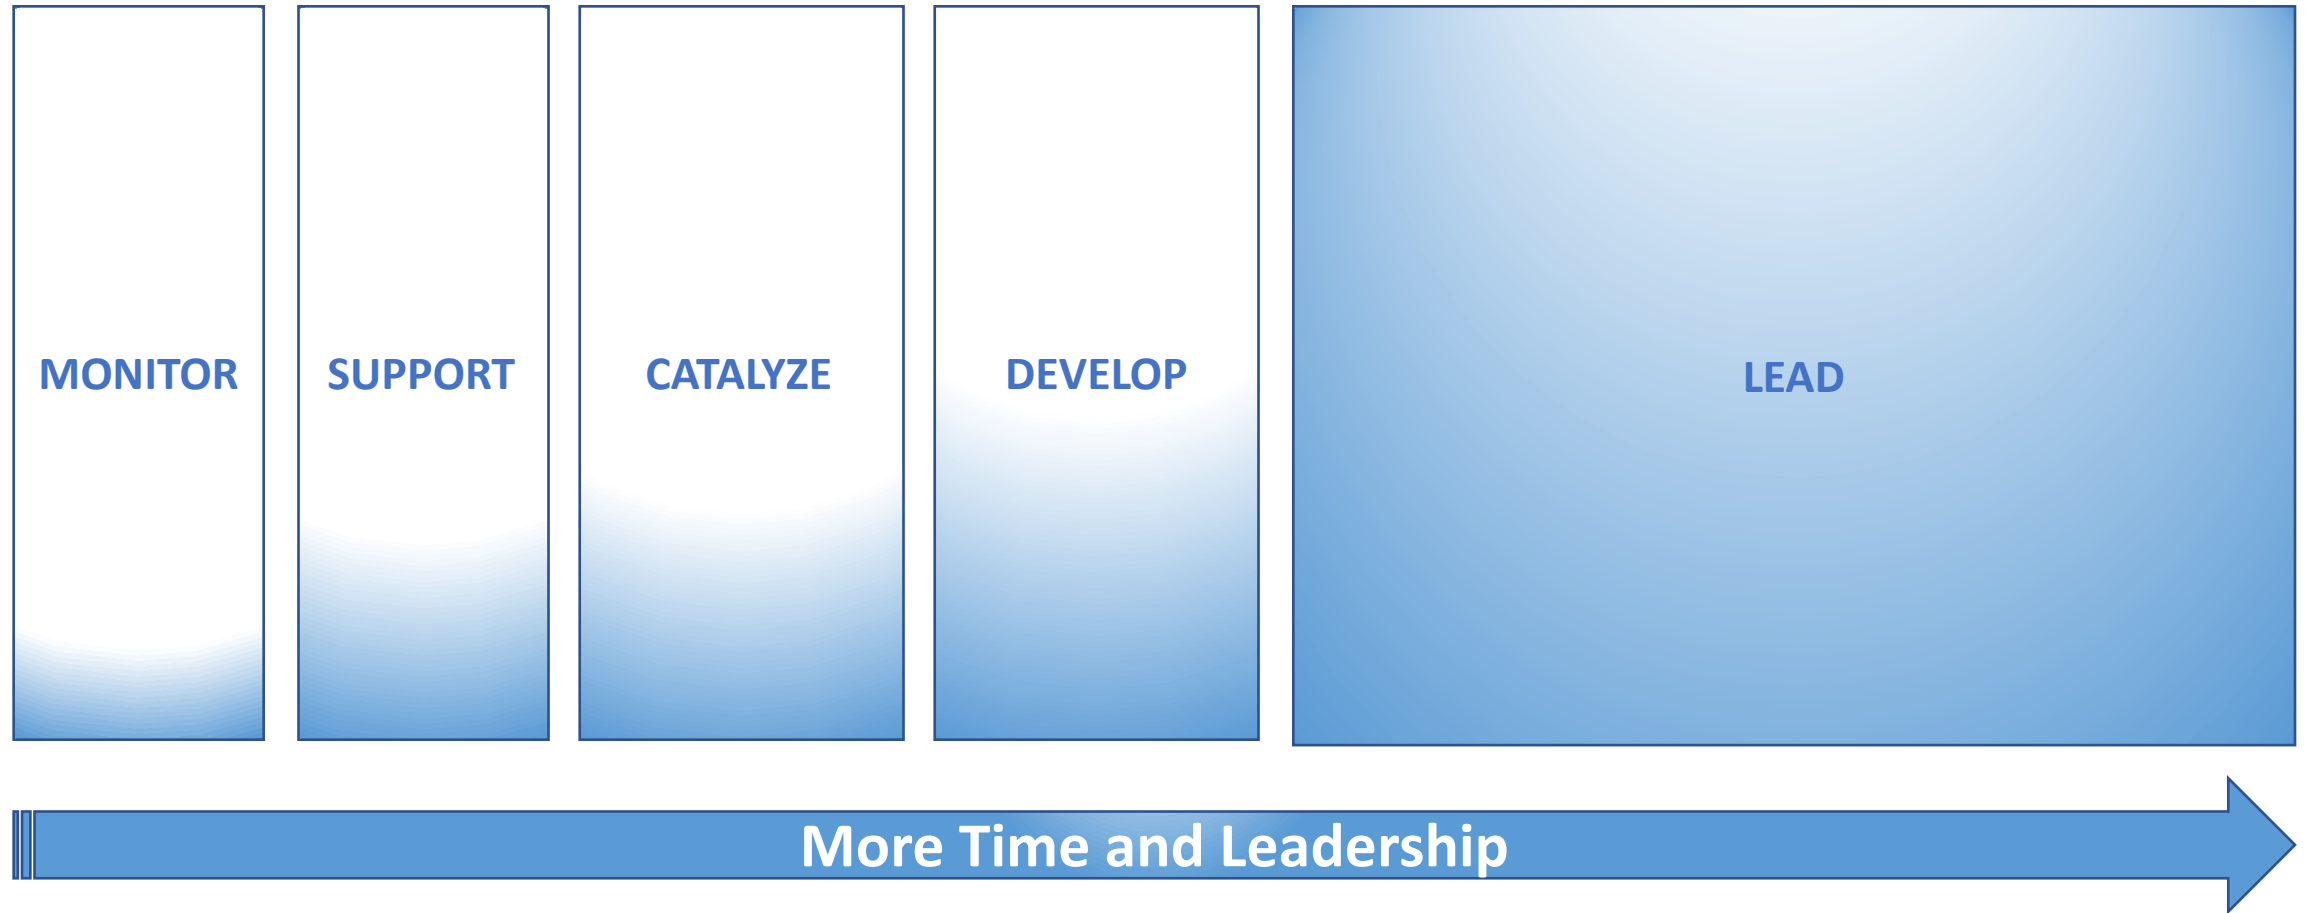 MONITOR
SUPPORT
CATALYZE
DEVELOP
LEAD
More Time and Leadership